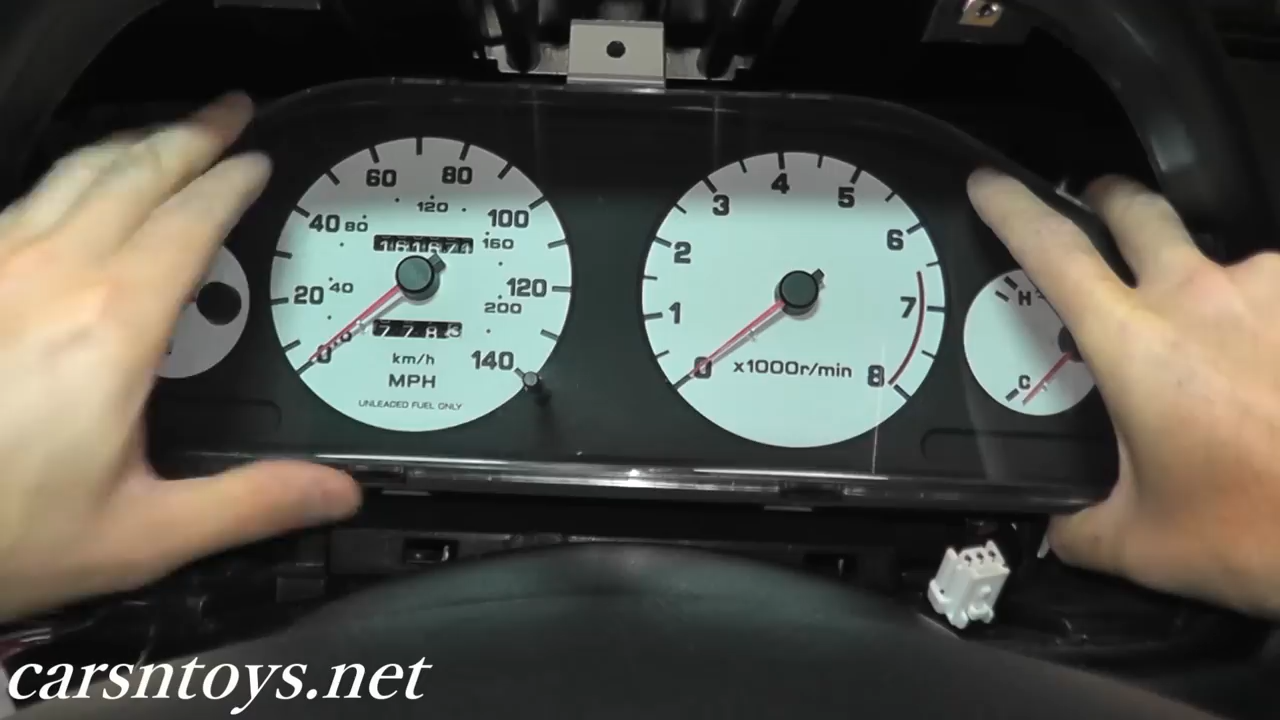 60 80
120
40 80 100
160
20 40 120
200
0
km/h 140
MPH
UNLEADED FUEL ONLY
4
3 5
2 6
1 7
0 x1000r/min 8
H
C
carsntoys.net